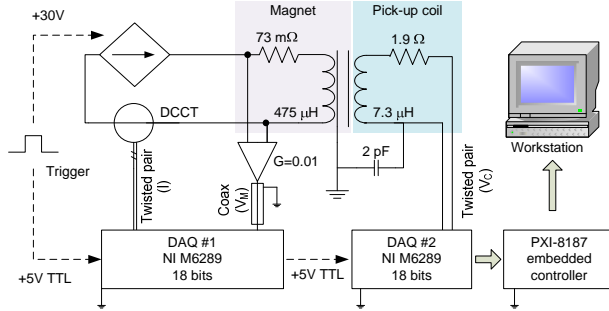 +30V
Magnet
Pick-up coil
73 mΩ
1.9 Ω
DCCT
475 µH
7.3 µH
Workstation
Trigger
G=0.01
2 pF
Twisted pair
(I)
Coax
(VM)
Twisted pair
(VC)
+5V TTL
DAQ #1
NI M6289
18 bits
+5V TTL
DAQ #2
NI M6289
18 bits
PXI-8187
embedded
controller